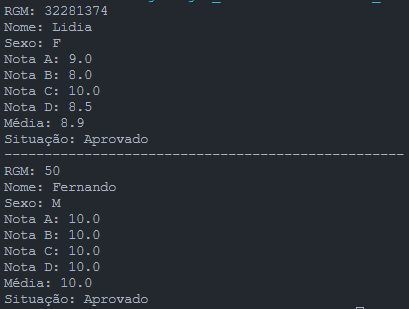 RGM: 32281374
Nome: Lidia
Sexo: F
Nota A: 9.0
Nota B: 8.0
Nota C: 10.0
Nota D: 8.5
Média: 8.9
Situação: Aprovado
--------------------------------------------------
RGM: 50
Nome: Fernando
Sexo: M
Nota A: 10.0
Nota B: 10.0
Nota C: 10.0
Nota D: 10.0
Média: 10.0
Situação: Aprovado